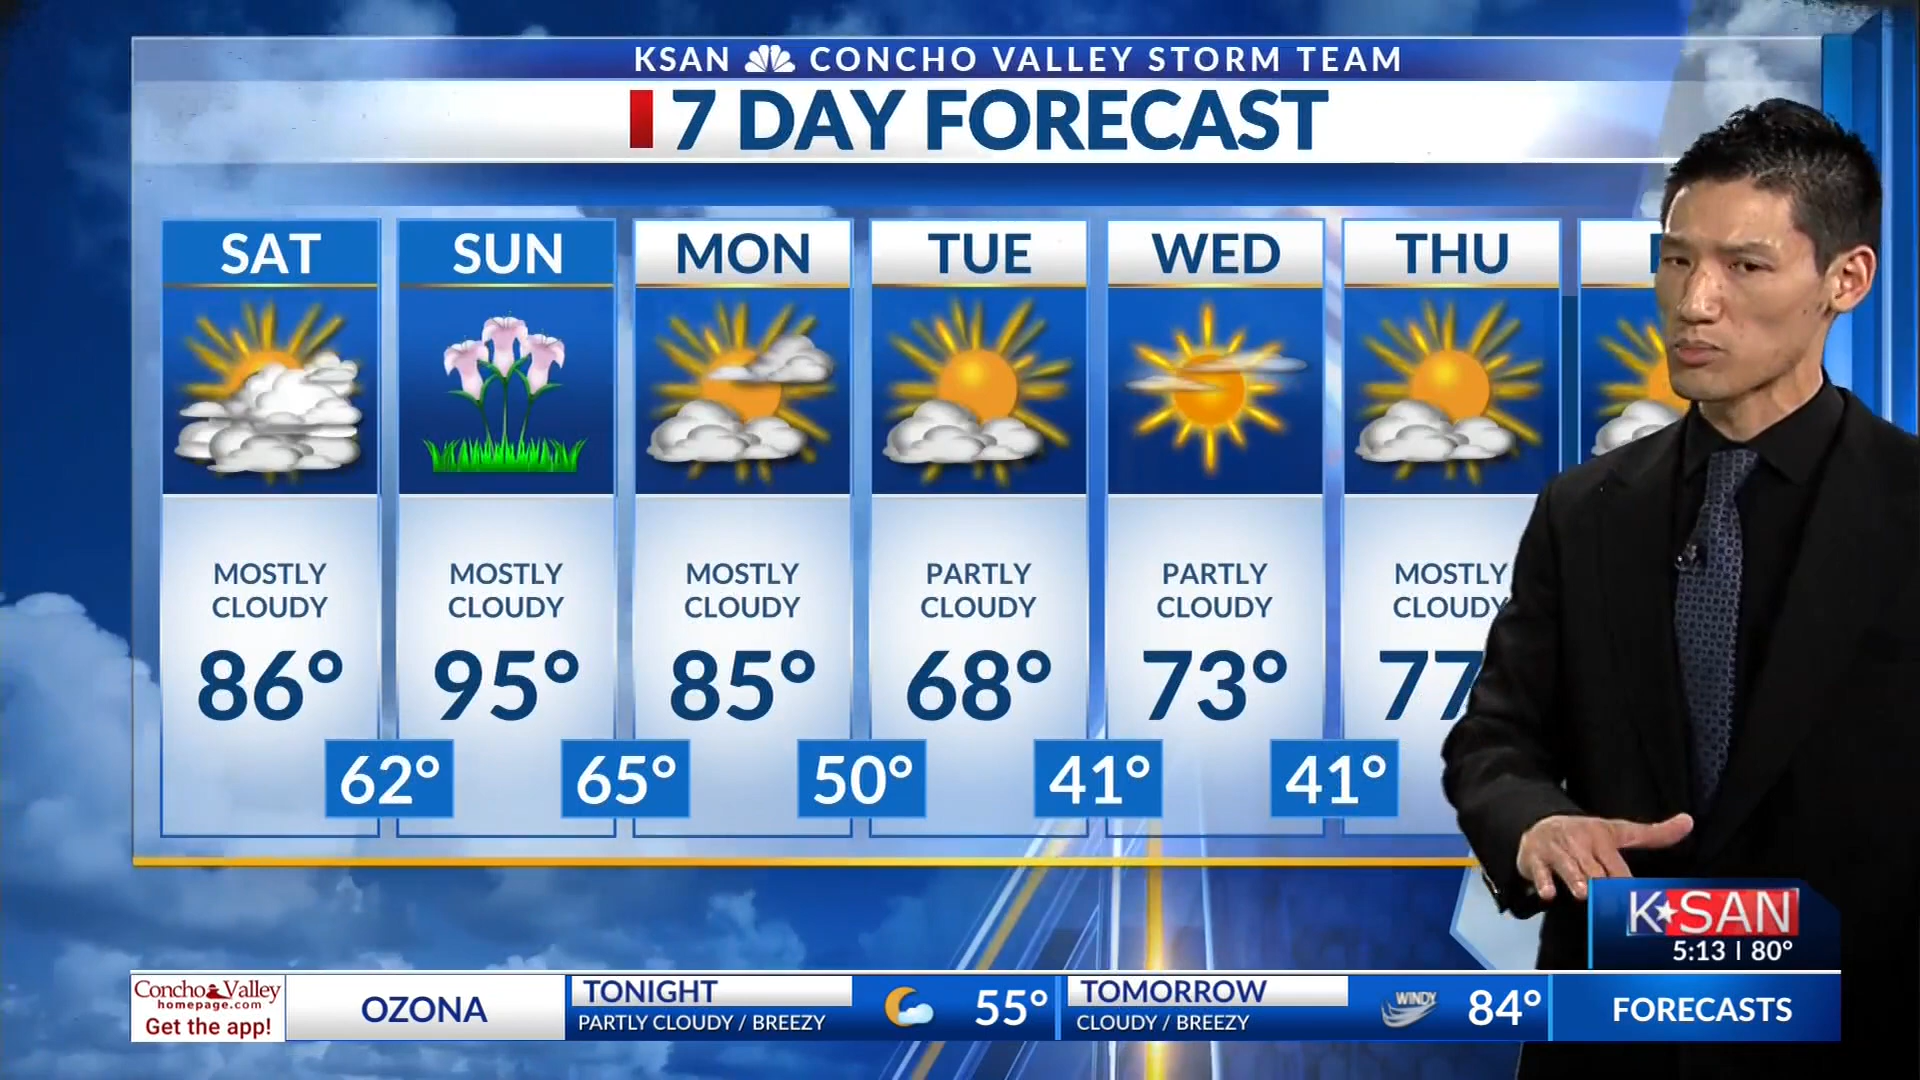 KSAN CONCHO VALLEY STORM TEAM
7 DAY FORECAST
SAT
MOSTLY
CLOUDY
86°
62°
SUN
MOSTLY
CLOUDY
95°
65°
MON
MOSTLY
CLOUDY
85°
50°
TUE
PARTLY
CLOUDY
68°
41°
WED
PARTLY
CLOUDY
73°
41°
THU
MOSTLY
CLOUDY
77
KSAN
5:13 | 80°
Concho Valley
homepage.com
Get the app!
OZONA
TONIGHT
PARTLY CLOUDY / BREEZY
55°
TOMORROW
CLOUDY / BREEZY
WINDY
84°
FORECASTS